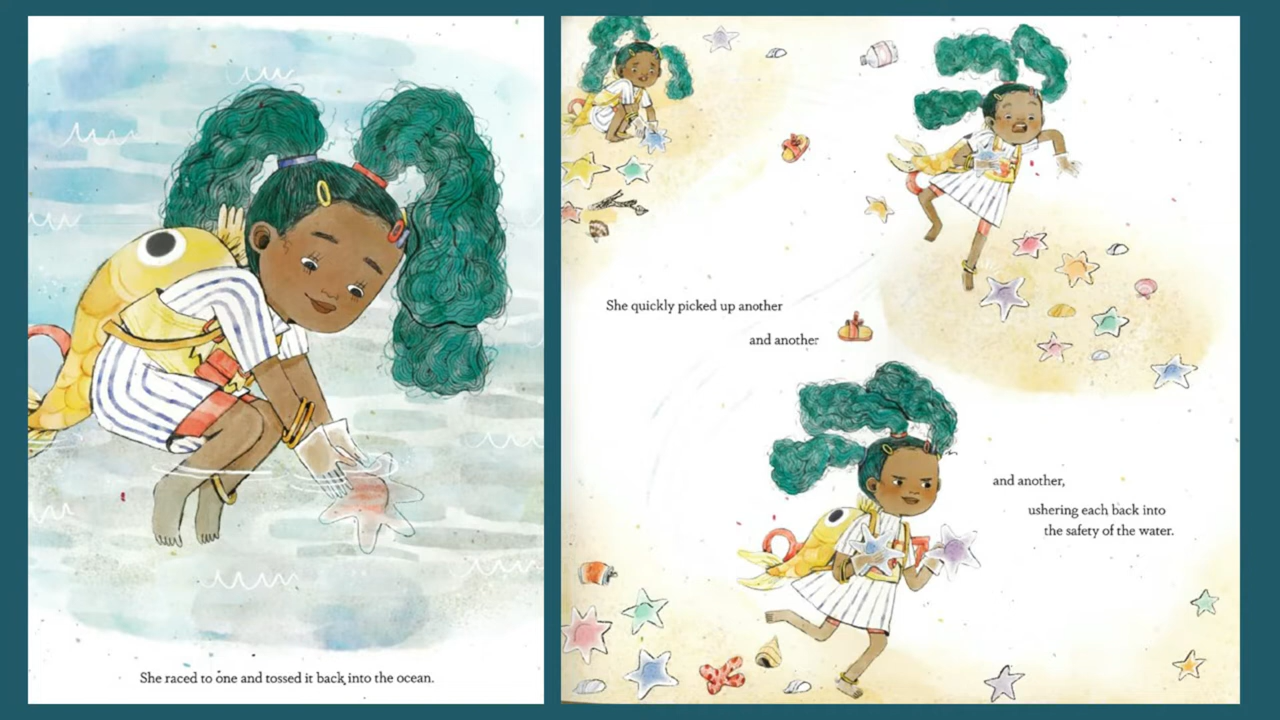 She raced to one and tossed it back into the ocean.
She quickly picked up another
and another
and another,
ushering each back into
the safety of the water.